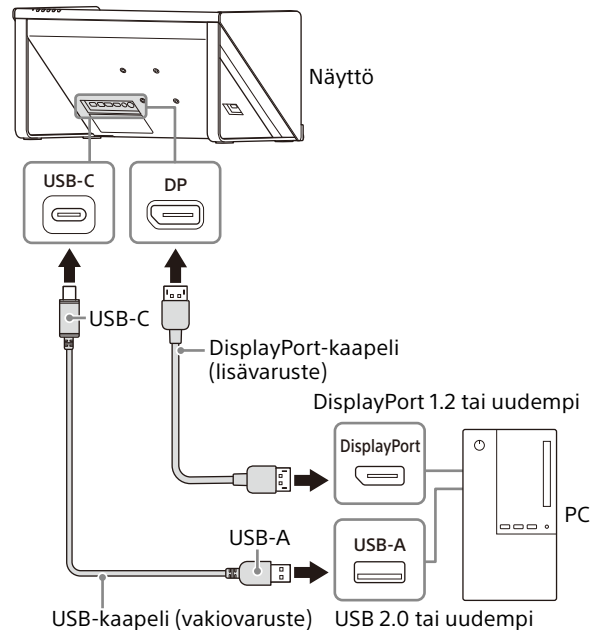 Näyttö
USB-C
DP
USB-C
DisplayPort-kaapeli
(lisävaruste)
DisplayPort 1.2 tai uudempi
DisplayPort
PC
USB-A
USB-A
USB-kaapeli (vakiovaruste)
USB 2.0 tai uudempi